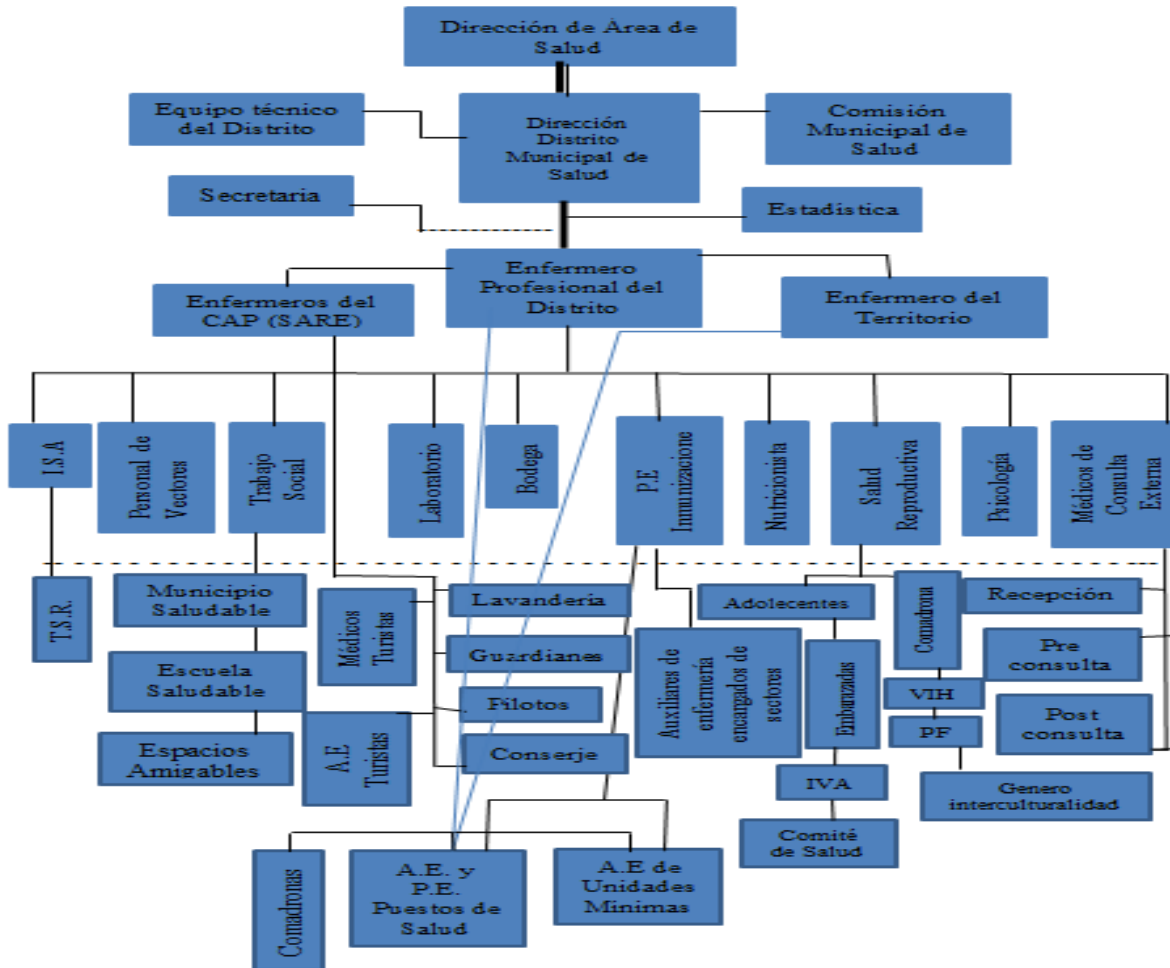 Dirección de Área de
Salud
Equipo técnico
del Distrito
Dirección
Distrito
Municipal de
Salud
Comisión
Municipal de
Salud
Secretaria
Estadística
Enfermeros del
CAP (SARE)
Enfermero
Profesional del
Distrito
Enfermero del
Territorio
I.S.A
Personal de
Vectores
Trabajo
Social
Laboratorio
Bodega
P.E
Inmunizacione
Nutricionista
Salud
Reproductiva
Psicología
Médicos de
Consulta
Externa
T.S.R.
Municipio
Saludable
Escuela
Saludable
Espacios
Amigables
Médicos
Turistas
A.E
Turistas
Lavandería
Guardianes
Pilotos
Conserje
Auxiliares de
enfermería
encargados de
sectores
Adolecentes
Embarazadas
IVA
Comité
de Salud
Comadrona
VIH
PF
Genero
interculturalidad
Recepción
Pre
consulta
Post
consulta
Comadronas
A.E. y
P.E.
Puestos de
Salud
A.E de
Unidades
Minimas